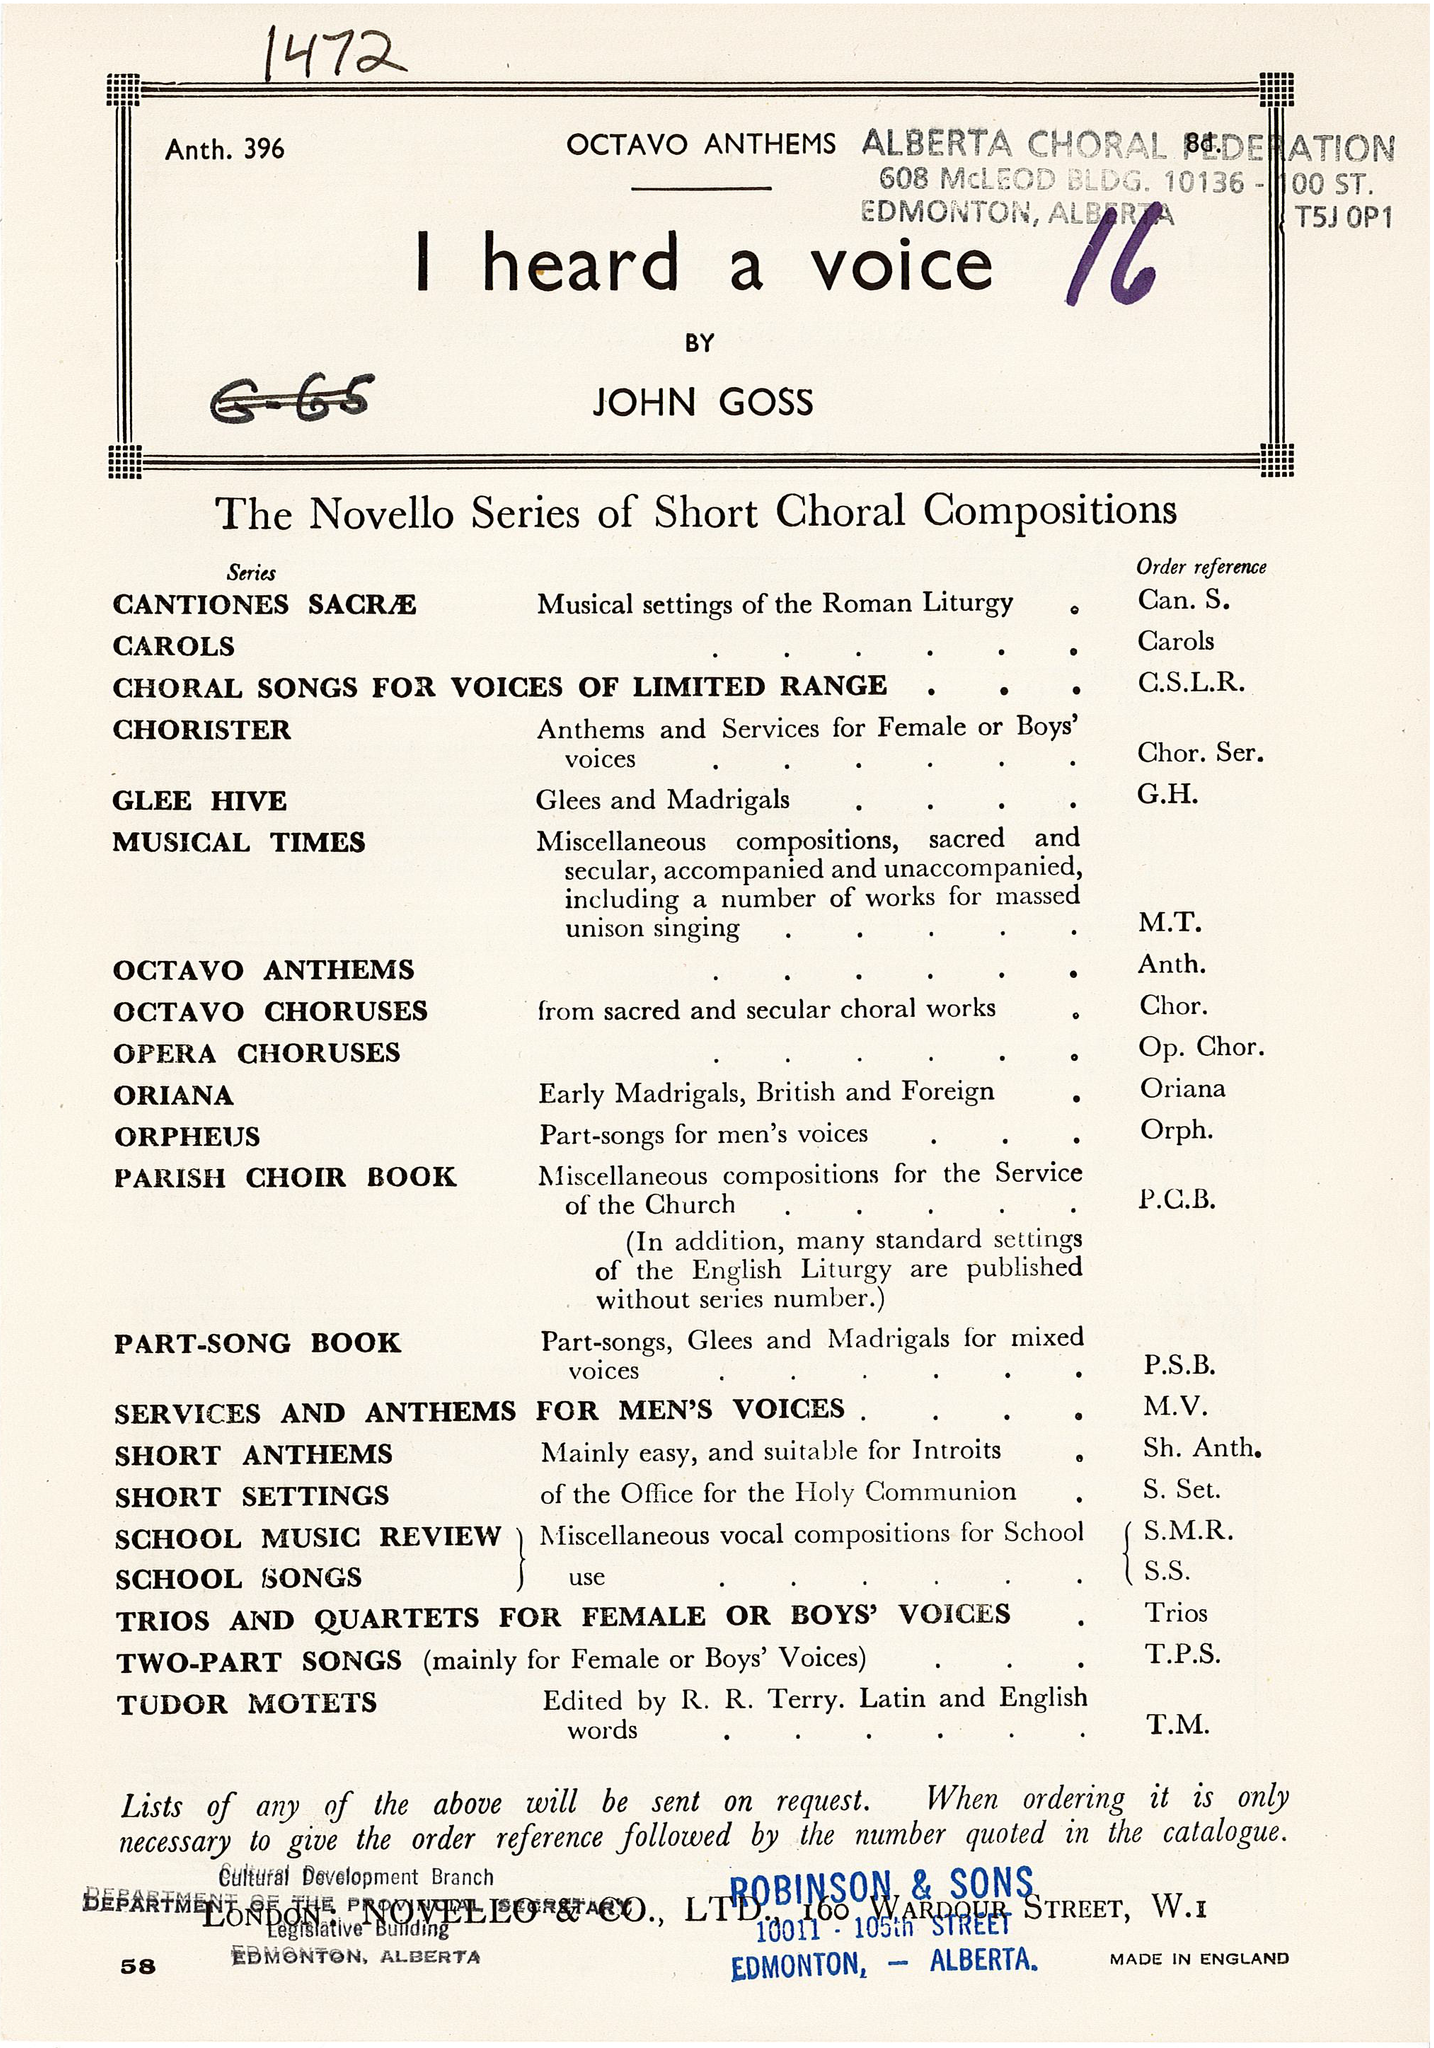 1472
Anth. 396 OCTAVO ANTHEMS 8d.
ALBERTA CHORAL FEDERATION
608 McLEOD BLDG. 10136 - 100 ST.
EDMONTON, ALBERTA T5J 0P1
I heard a voice 16
BY
G-65
JOHN GOSS
The Novello Series of Short Choral Compositions
Series Order reference
CANTIONES SACRÆ Musical settings of the Roman Liturgy . Can. S.
CAROLS . . . . . . Carols
CHORAL SONGS FOR VOICES OF LIMITED RANGE . . . C.S.L.R.
CHORISTER Anthems and Services for Female or Boys'
voices . . . . . . Chor. Ser.
GLEE HIVE Glees and Madrigals . . . . G.H.
MUSICAL TIMES Miscellaneous compositions, sacred and
secular, accompanied and unaccompanied,
including a number of works for massed
unison singing . . . . . M.T.
OCTAVO ANTHEMS . . . . . . Anth.
OCTAVO CHORUSES from sacred and secular choral works . Chor.
OPERA CHORUSES . . . . . . Op. Chor.
ORIANA Early Madrigals, British and Foreign . Oriana
ORPHEUS Part-songs for men's voices . . . Orph.
PARISH CHOIR BOOK Miscellaneous compositions for the Service
of the Church . . . . . P.C.B.
(In addition, many standard settings
of the English Liturgy are published
without series number.)
PART-SONG BOOK Part-songs, Glees and Madrigals for mixed
voices . . . . . . P.S.B.
SERVICES AND ANTHEMS FOR MEN'S VOICES . . . . M.V.
SHORT ANTHEMS Mainly easy, and suitable for Introits . Sh. Anth.
SHORT SETTINGS of the Office for the Holy Communion . S. Set.
SCHOOL MUSIC REVIEW Miscellaneous vocal compositions for School S.M.R.
SCHOOL SONGS use . . . . . . S.S.
TRIOS AND QUARTETS FOR FEMALE OR BOYS' VOICES . Trios
TWO-PART SONGS (mainly for Female or Boys' Voices) . . . T.P.S.
TUDOR MOTETS Edited by R. R. Terry. Latin and English
words . . . . . . T.M.
Lists of any of the above will be sent on request. When ordering it is only
necessary to give the order reference followed by the number quoted in the catalogue.
Cultural Development Branch
DEPARTMENT OF THE PROVINCIAL SECRETARY
Legislative Building
EDMONTON, ALBERTA
ROBINSON & SONS
10011 - 105th STREET
EDMONTON, — ALBERTA.
LONDON: NOVELLO & CO., LTD., 160 WARDOUR STREET, W.1
58 MADE IN ENGLAND